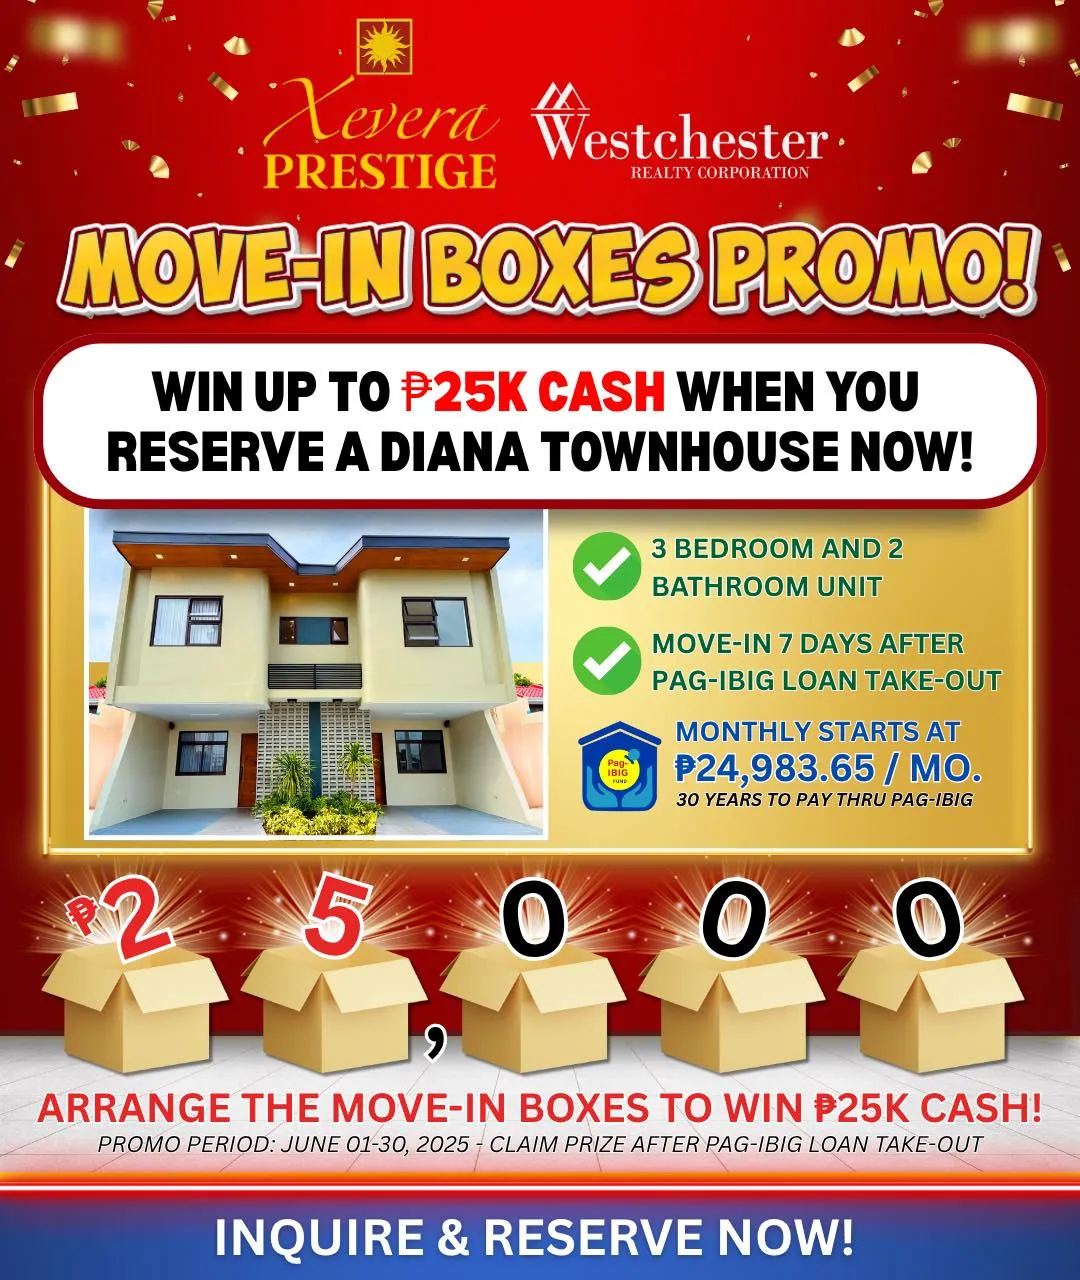 Xevera
PRESTIGE
Westchester
REALTY CORPORATION
MOVE-IN BOXES PROMO!
WIN UP TO ₱25K CASH WHEN YOU
RESERVE A DIANA TOWNHOUSE NOW!
3 BEDROOM AND 2
BATHROOM UNIT
MOVE-IN 7 DAYS AFTER
PAG-IBIG LOAN TAKE-OUT
Pag-
IBIG
FUND
MONTHLY STARTS AT
₱24,983.65 / MO.
30 YEARS TO PAY THRU PAG-IBIG
₱25,000
ARRANGE THE MOVE-IN BOXES TO WIN ₱25K CASH!
PROMO PERIOD: JUNE 01-30, 2025 - CLAIM PRIZE AFTER PAG-IBIG LOAN TAKE-OUT
INQUIRE & RESERVE NOW!